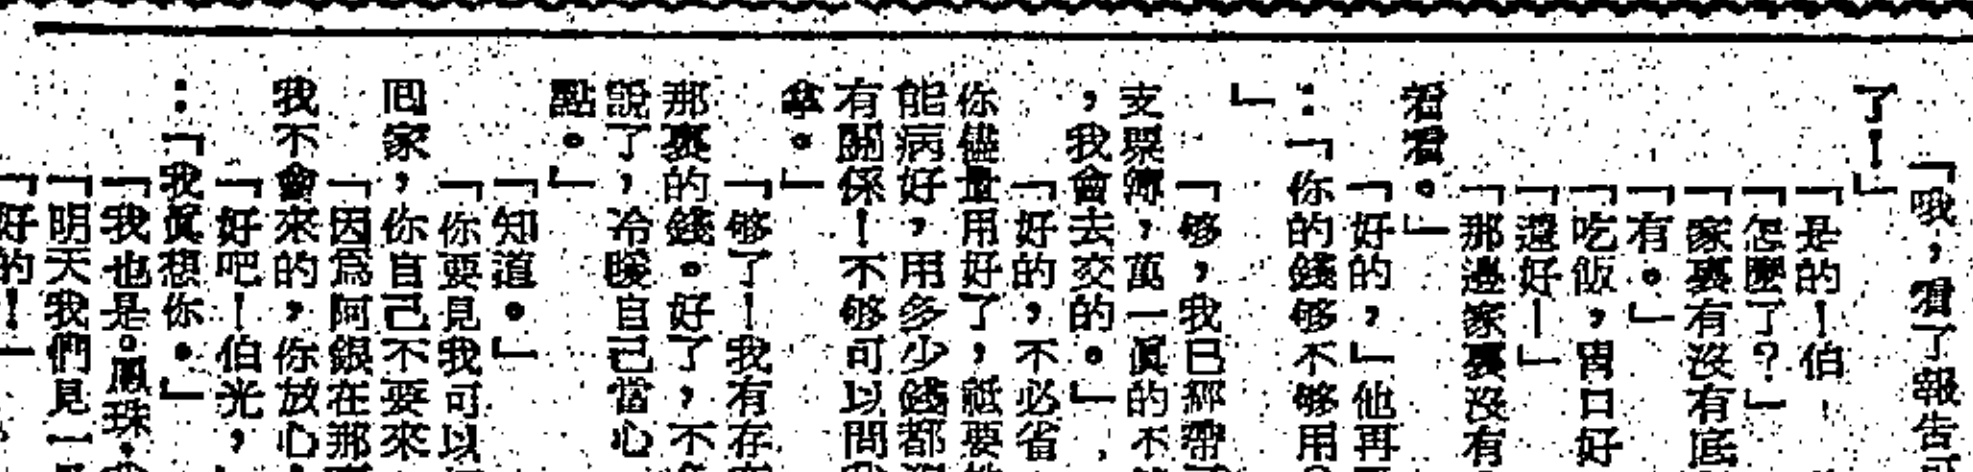 「哦，看了報告
了！」
「是的！伯
「怎麼了？」
「家裏有沒有底
「有。」
「吃飯，胃口好
「還好！」
「那邊家裏沒有
看看。」
「好的，」他再
：「你的錢够不够用
」
「够，我已經帶
支票簿，萬一眞的不
，我會去交的。」
「好的，不必省
你儘量用好了，祗要
能病好，用多少錢都
有關係！不够可以問
拿。」
「够了！我有存
那裏的錢。好了，不
說了，冷暖自己當心
點。」
「知道。」
「你要見我可以
回家，你自己不要來
「因爲阿銀在那
我不會來的，你放心
「好吧！伯光，
：「我眞想你。」
「我也是。鳳珠，
「明天我們見一
「好的！」